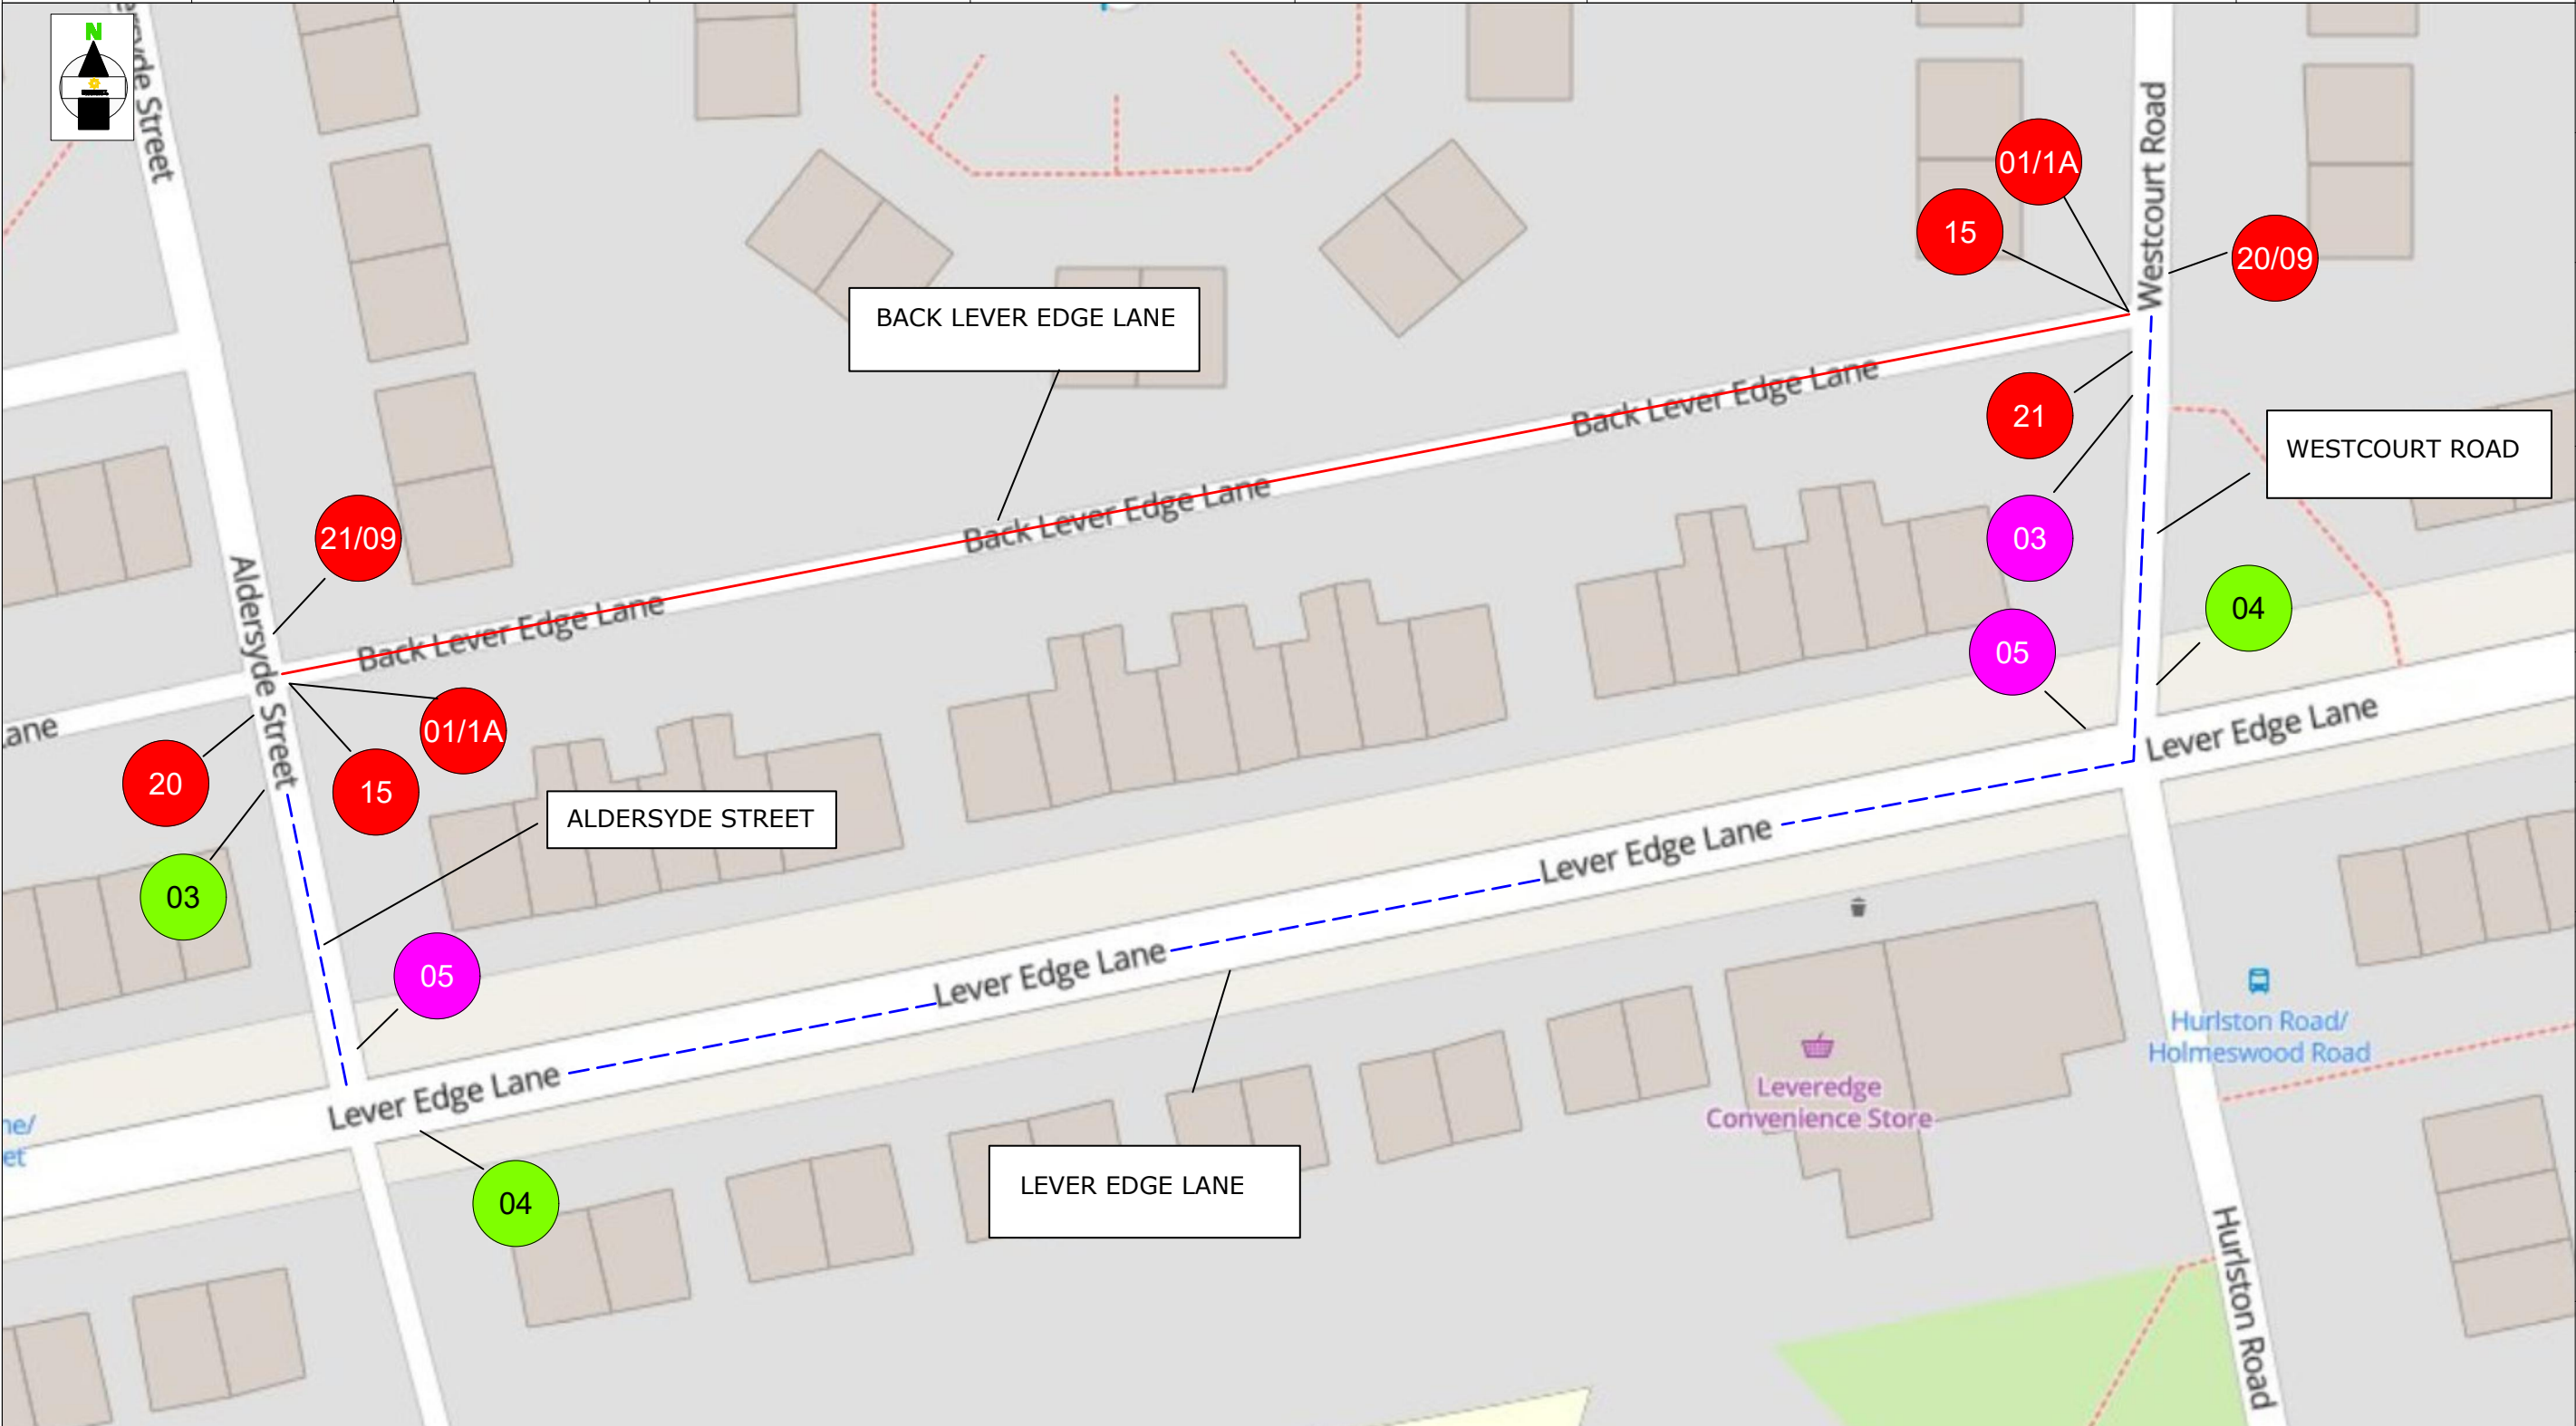 N
Westcourt Road
01/1A
15
20/09
BACK LEVER EDGE LANE
Back Lever Edge Lane
21
WESTCOURT ROAD
Back Lever Edge Lane
21/09
03
Aldersyde Street
Back Lever Edge Lane
04
05
01/1A
20
15
Lever Edge Lane
ALDERSYDE STREET
Lever Edge Lane
03
05
Lever Edge Lane
Hurlston Road/
Holmeswood Road
Lever Edge Lane
Leveredge
Convenience Store
04
LEVER EDGE LANE
Hurlston Road